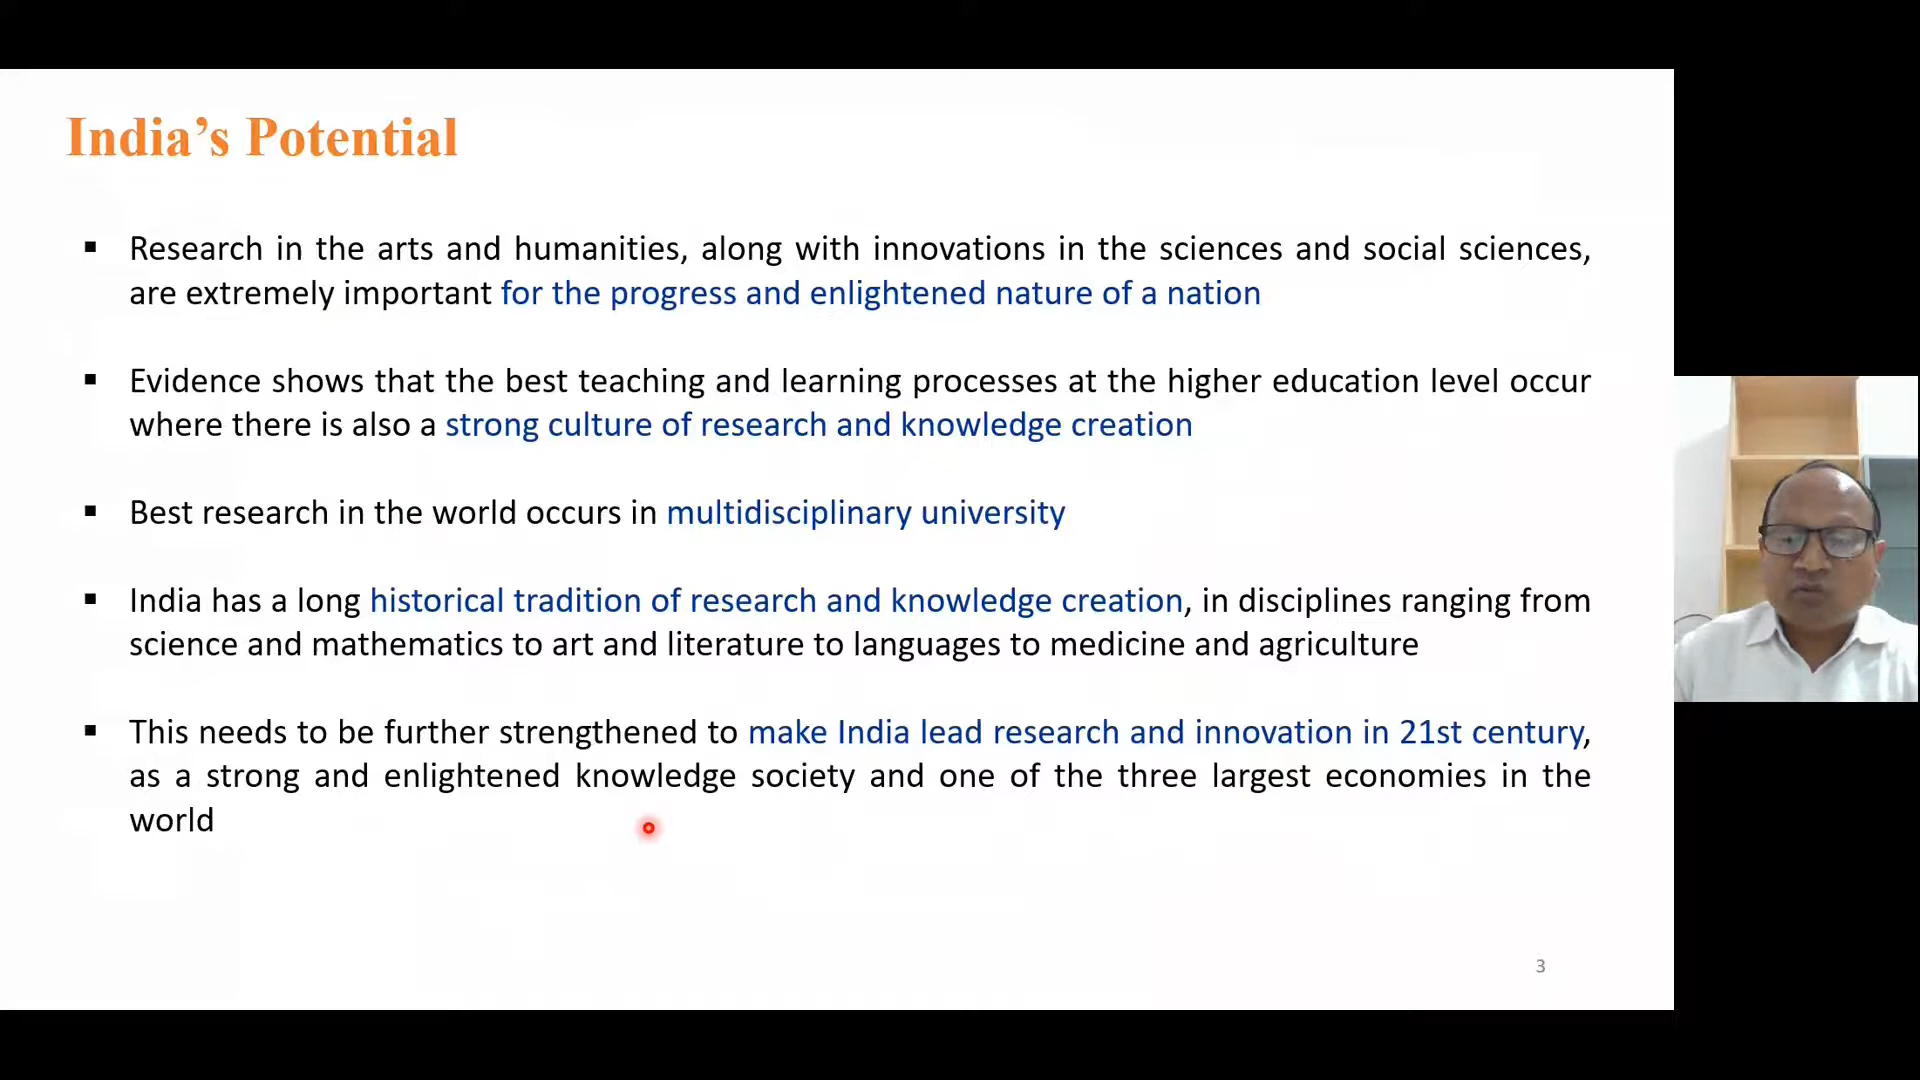 India’s Potential
▪ Research in the arts and humanities, along with innovations in the sciences and social sciences,
are extremely important for the progress and enlightened nature of a nation
▪ Evidence shows that the best teaching and learning processes at the higher education level occur
where there is also a strong culture of research and knowledge creation
▪ Best research in the world occurs in multidisciplinary university
▪ India has a long historical tradition of research and knowledge creation, in disciplines ranging from
science and mathematics to art and literature to languages to medicine and agriculture
▪ This needs to be further strengthened to make India lead research and innovation in 21st century,
as a strong and enlightened knowledge society and one of the three largest economies in the
world
3